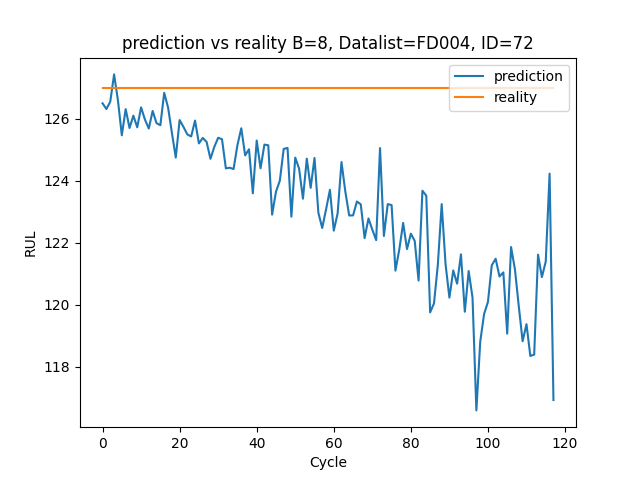 prediction vs reality B=8, Datalist=FD004, ID=72
prediction
reality
126
124
122
120
118
RUL
0 20 40 60 80 100 120
Cycle